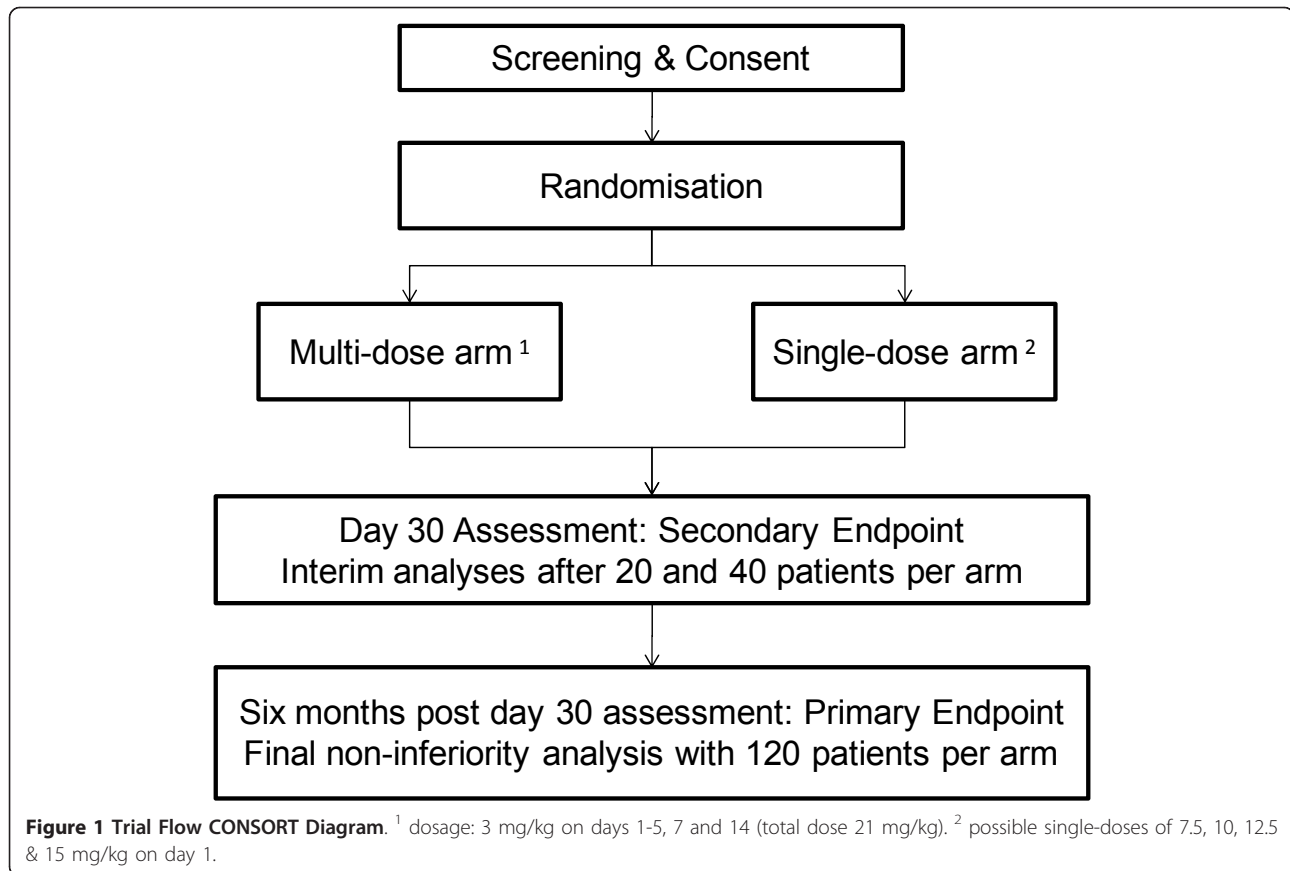 Screening & Consent
Randomisation
Multi-dose arm ¹
Single-dose arm ²
Day 30 Assessment: Secondary Endpoint
Interim analyses after 20 and 40 patients per arm
Six months post day 30 assessment: Primary Endpoint
Final non-inferiority analysis with 120 patients per arm
Figure 1 Trial Flow CONSORT Diagram. ¹ dosage: 3 mg/kg on days 1-5, 7 and 14 (total dose 21 mg/kg). ² possible single-doses of 7.5, 10, 12.5
& 15 mg/kg on day 1.